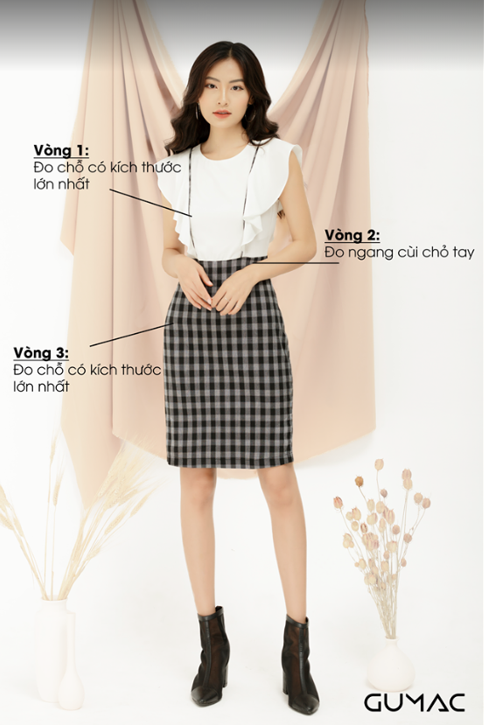 Vòng 1:
Đo chỗ có kích thước
lớn nhất
Vòng 2:
Đo ngang cùi chỏ tay
Vòng 3:
Đo chỗ có kích thước
lớn nhất
GUMAC